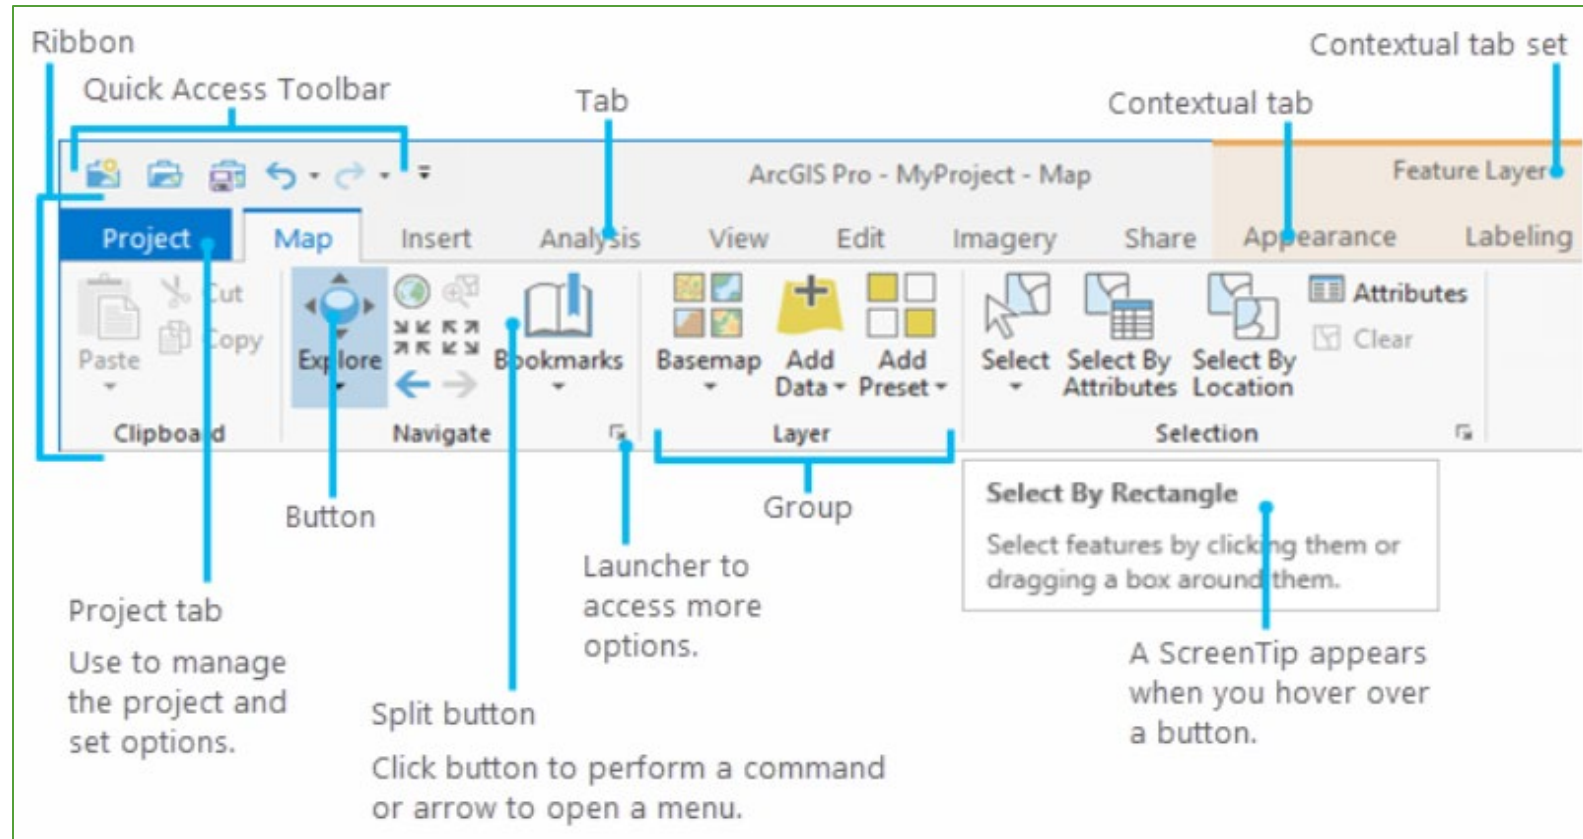 Ribbon
Contextual tab set
Quick Access Toolbar
Tab
Contextual tab
ArcGIS Pro - MyProject - Map
Feature Layer
Project Map Insert Analysis View Edit Imagery Share Appearance Labeling
Paste
Cut
Copy
Clipboard
Explore
Bookmarks
Navigate
Basemap
Add
Data
Add
Preset
Layer
Select
Select By
Attributes
Select By
Location
Attributes
Clear
Selection
Button
Group
Select By Rectangle
Select features by clicking them or
dragging a box around them.
Launcher to
access more
options.
Project tab
Use to manage
the project and
set options.
Split button
Click button to perform a command
or arrow to open a menu.
A ScreenTip appears
when you hover over
a button.